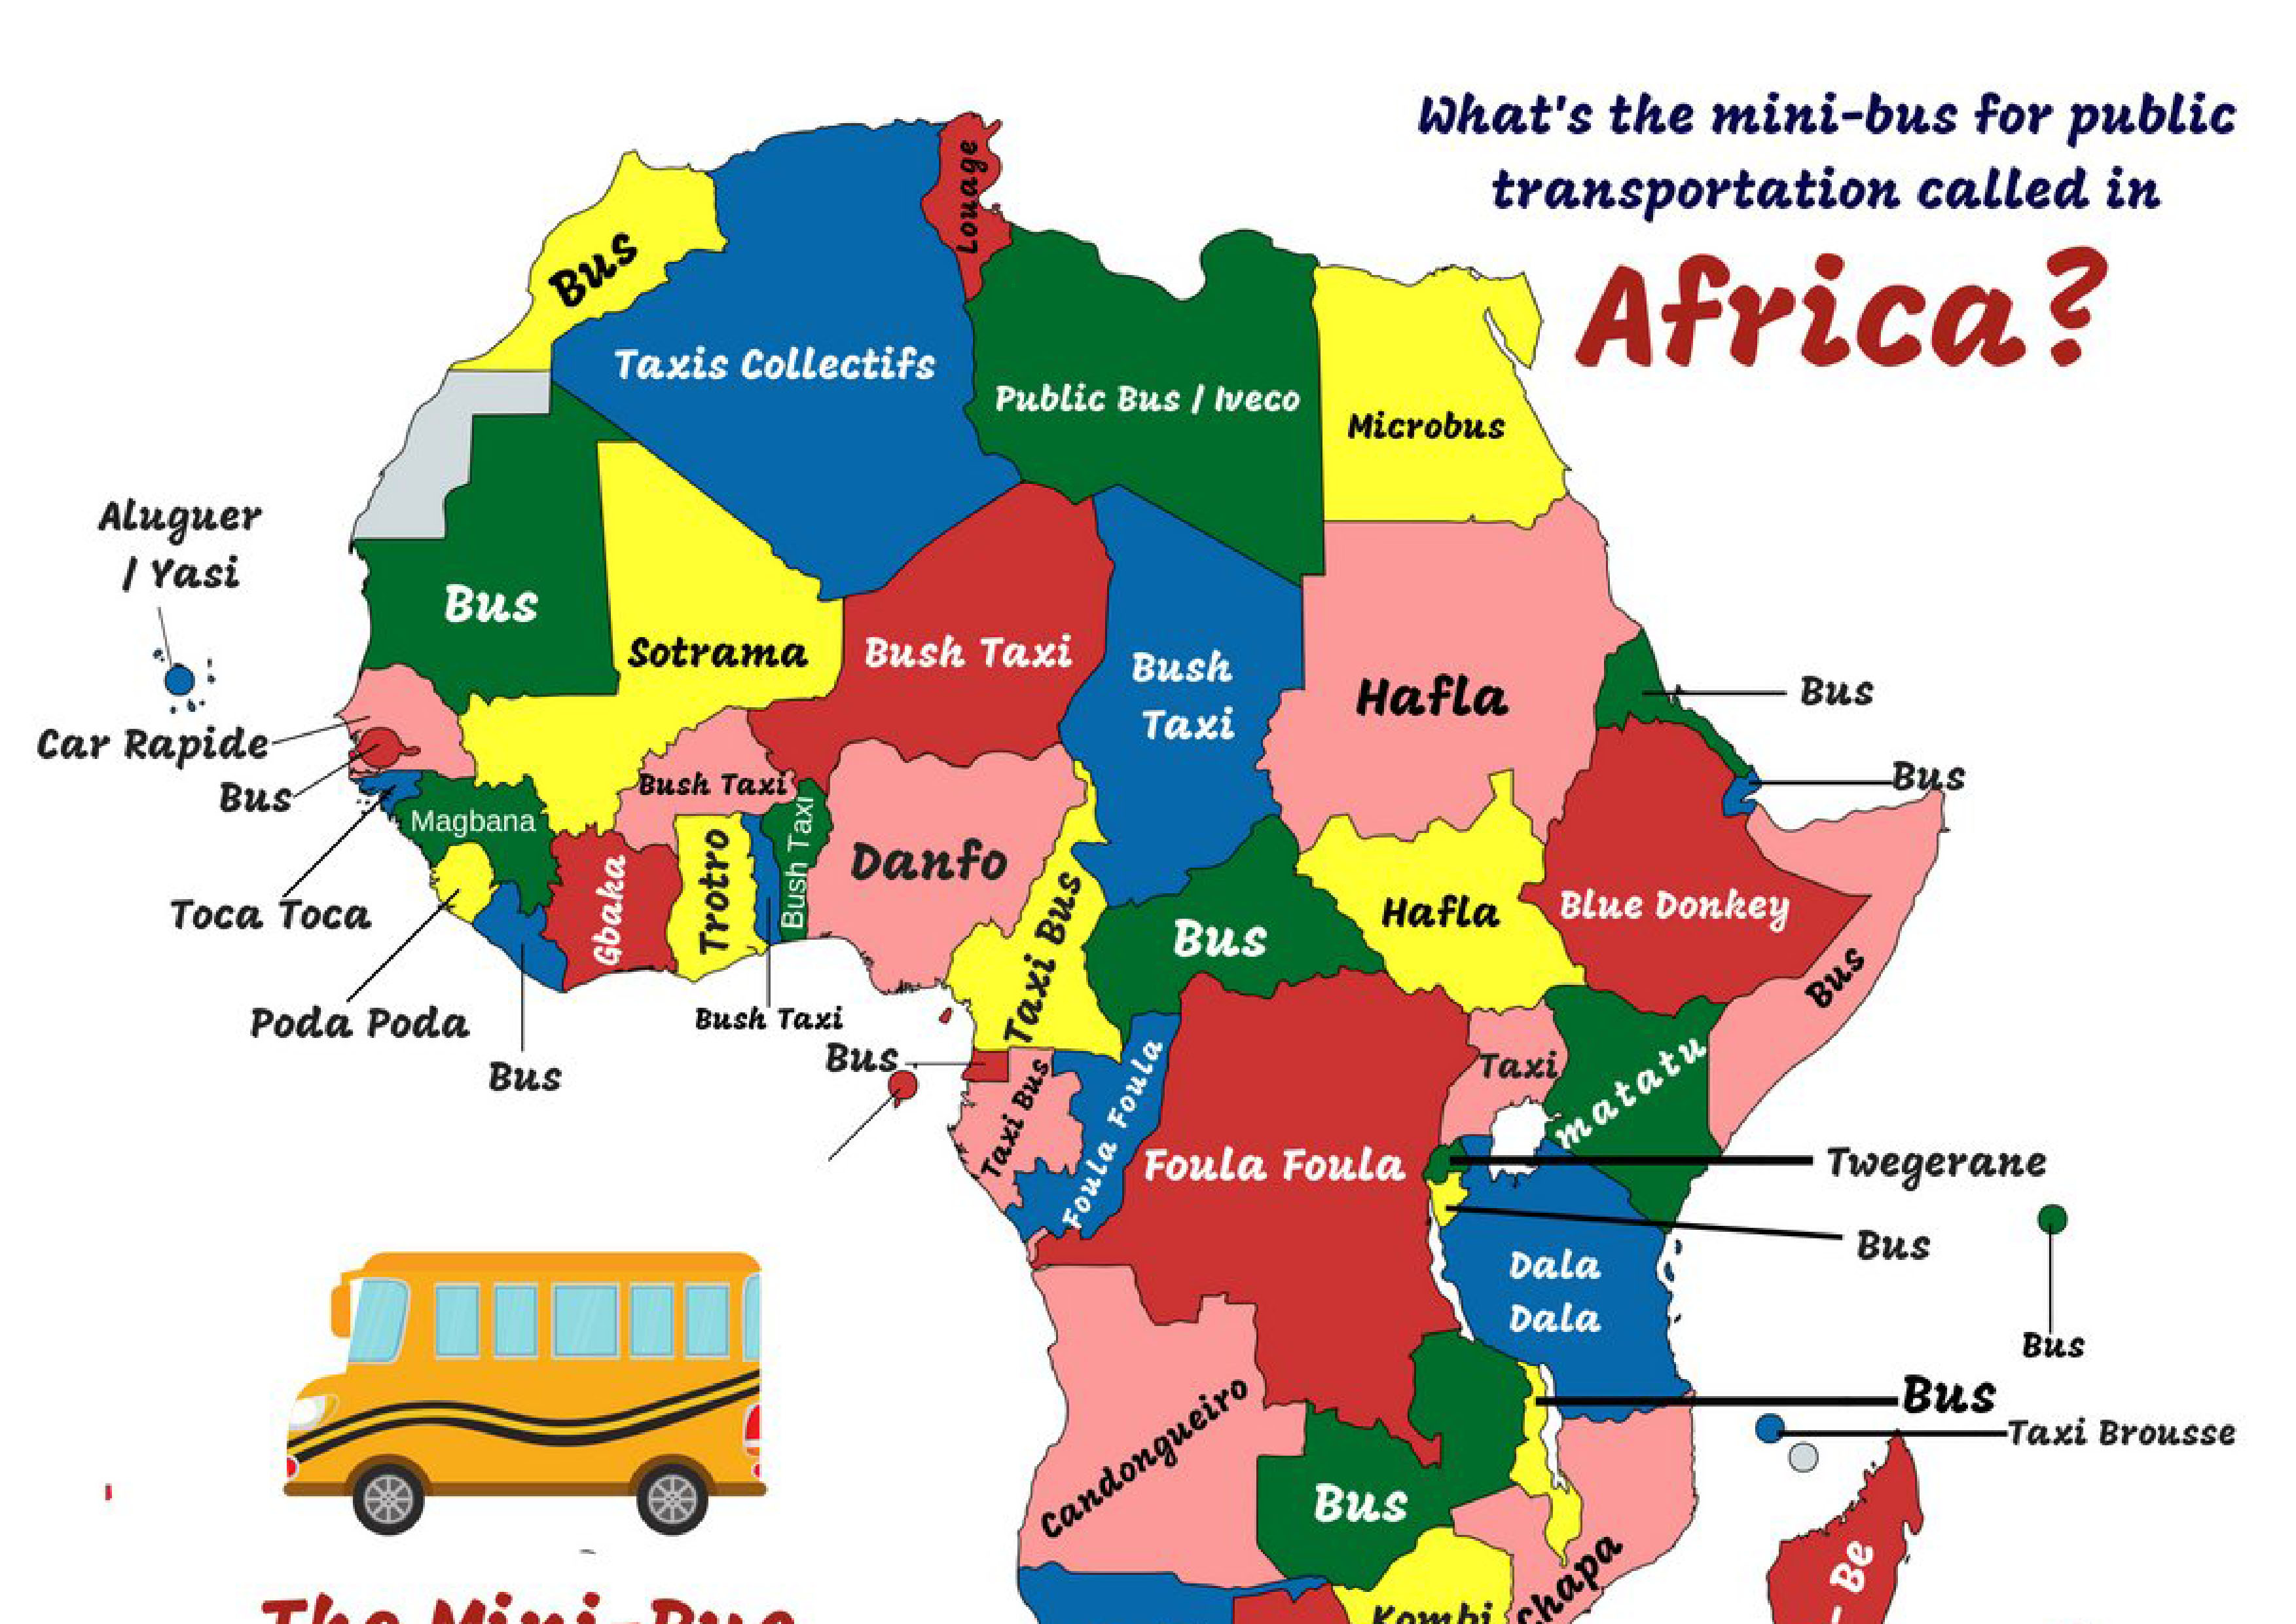 What's the mini-bus for public
transportation called in
Africa?
Louage
Bus
Taxis Collectifs
Public Bus / Iveco
Microbus
Aluguer
/ Yasi
Bus
Sotrama
Bush Taxi
Bush
Taxi
Hafla
Bus
Car Rapide
Bus
Bush Taxi
Bus
Magbana
Toca Toca
Gbaka
Trotro
Bush Taxi
Danfo
Taxi Bus
Bus
Hafla
Blue Donkey
Bus
Poda Poda
Bus
Bush Taxi
Bus
Taxi Bus
Foula Foula
Foula Foula
Taxi
matatu
Twegerane
Bus
Dala
Dala
Bus
Candongueiro
Bus
Taxi Brousse
Bus
Chapa
Kombi
- Be
The Mini-Bus